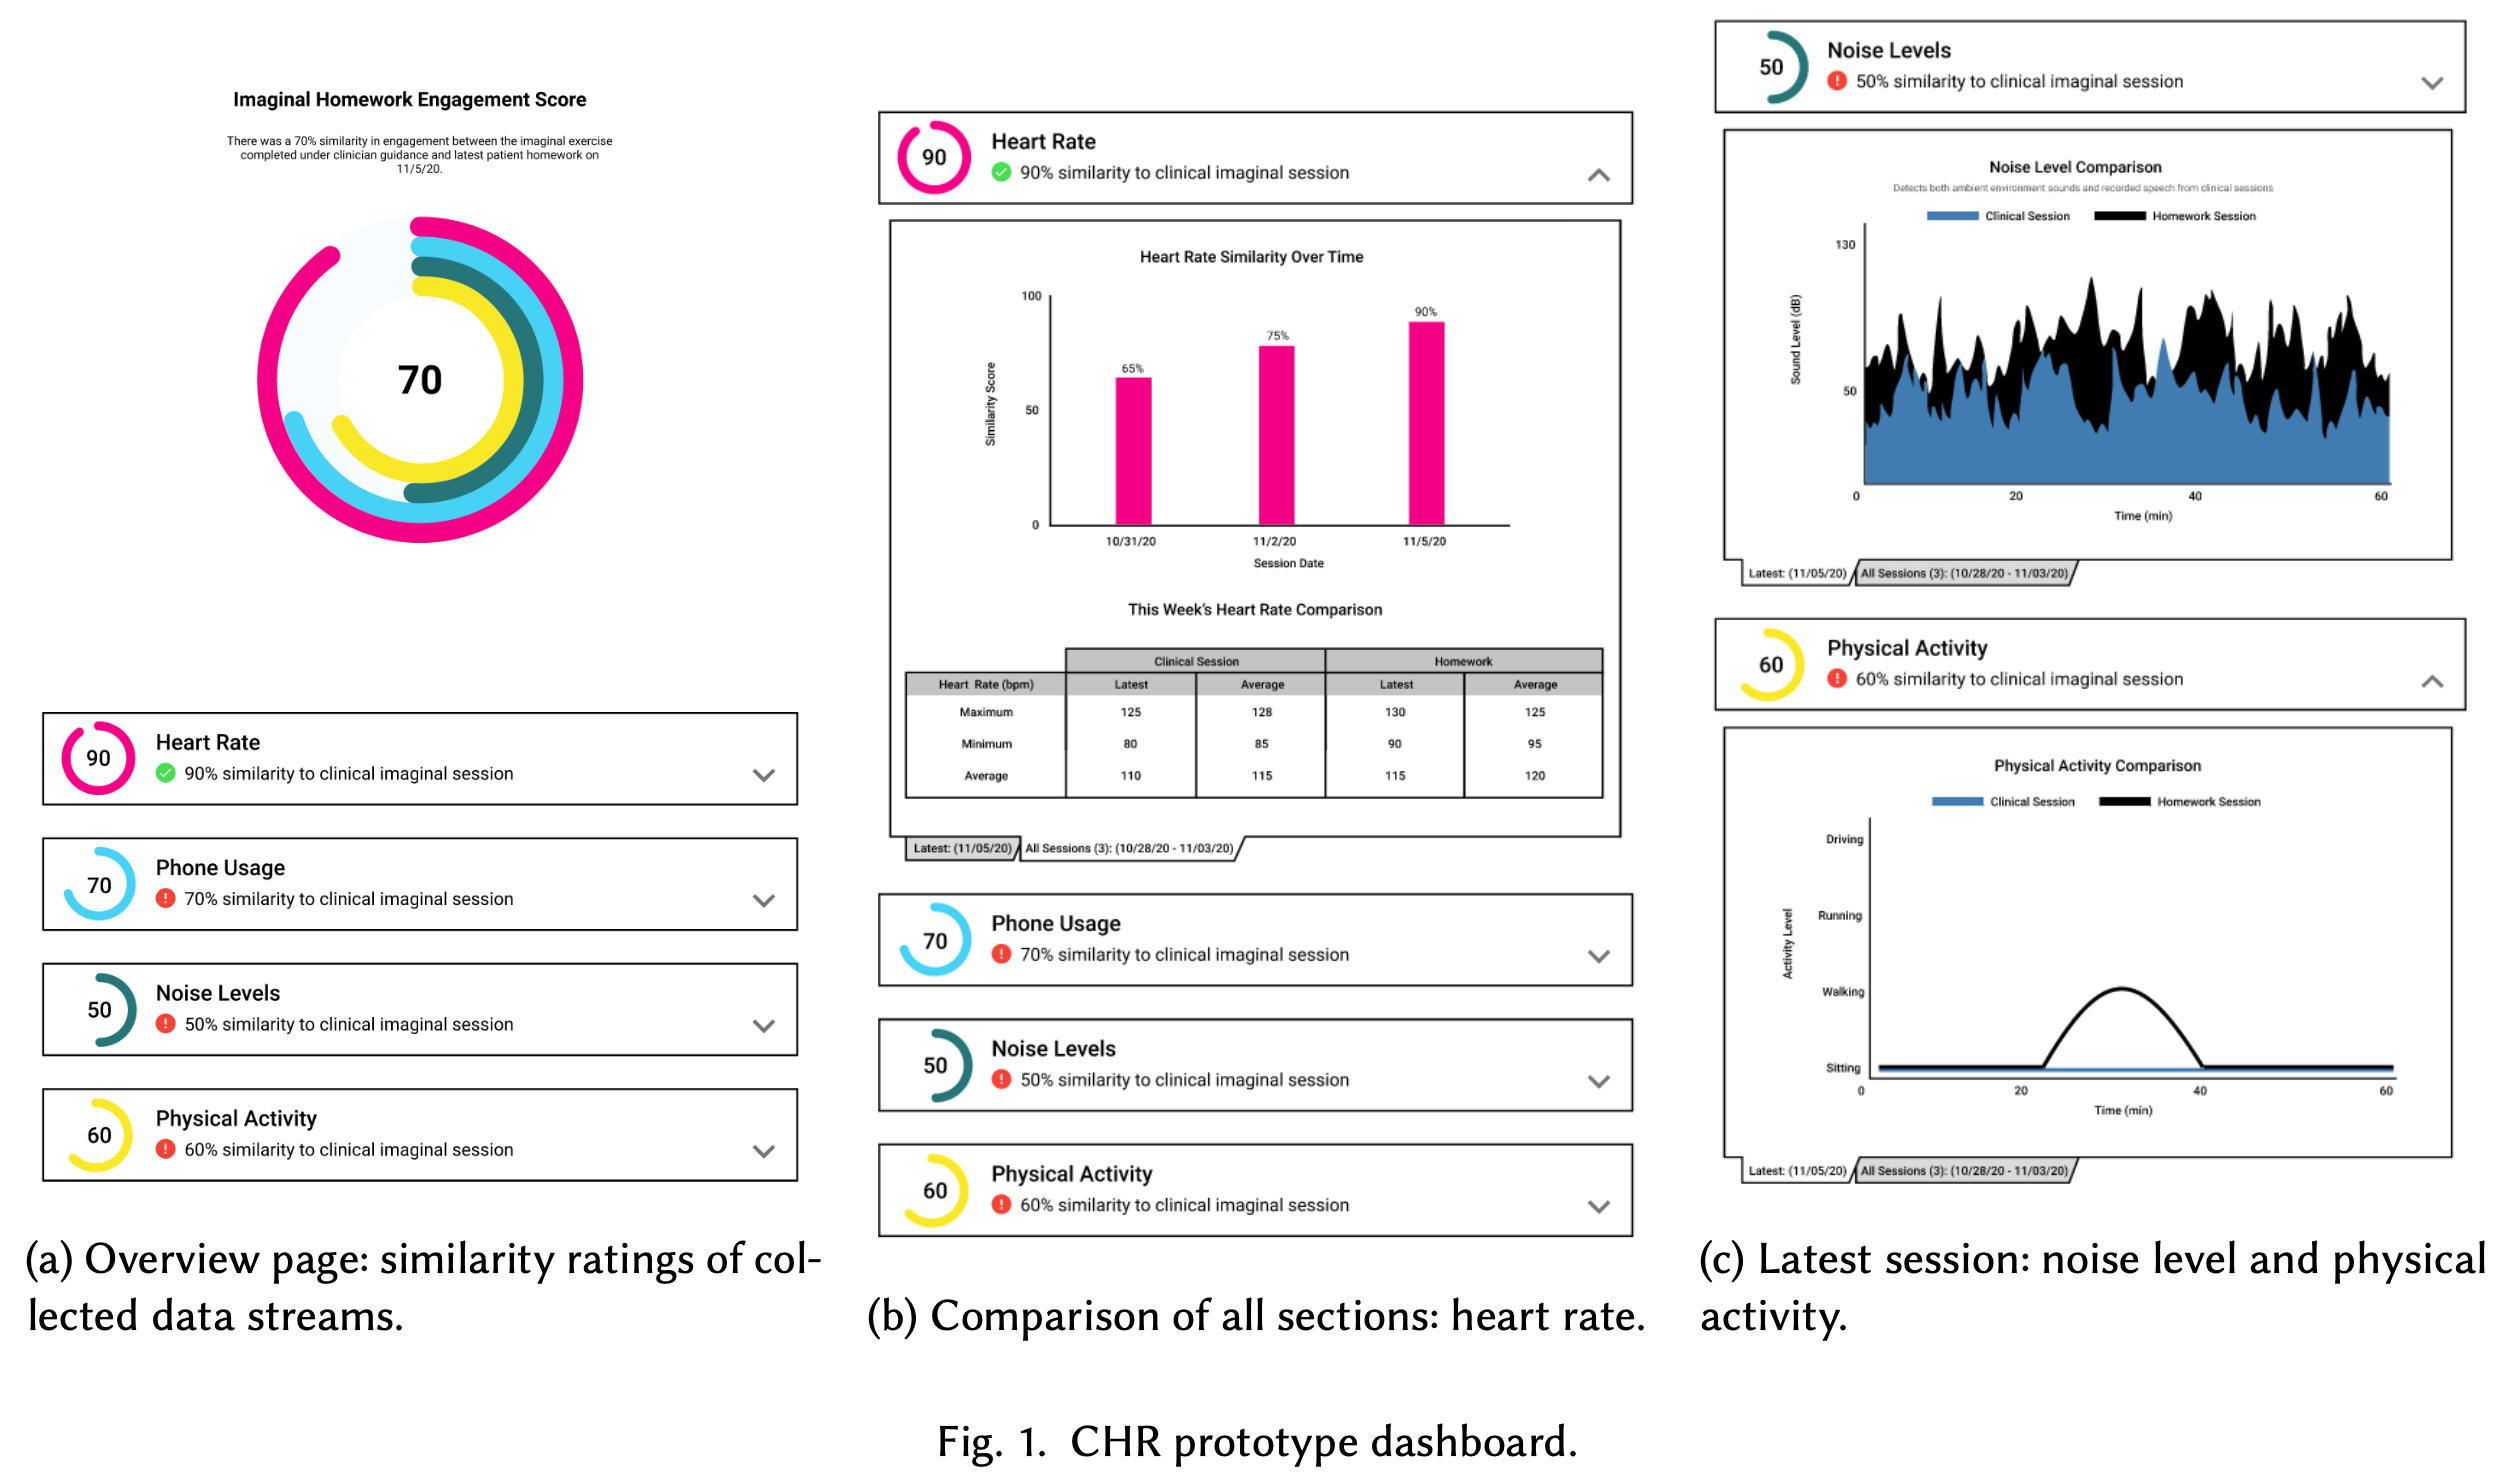 Imaginal Homework Engagement Score
There was a 70% similarity in engagement between the imaginal exercise
completed under clinician guidance and latest patient homework on
11/5/20.
70
90
Heart Rate
90% similarity to clinical imaginal session
70
Phone Usage
70% similarity to clinical imaginal session
50
Noise Levels
50% similarity to clinical imaginal session
60
Physical Activity
60% similarity to clinical imaginal session
(a) Overview page: similarity ratings of col-
lected data streams.
90
Heart Rate
90% similarity to clinical imaginal session
Heart Rate Similarity Over Time
100
50
0
Similarity Score
65%
75%
90%
10/31/20 11/2/20 11/5/20
Session Date
This Week's Heart Rate Comparison
Clinical Session Homework
Heart Rate (bpm) Latest Average Latest Average
Maximum 125 128 130 125
Minimum 80 85 90 95
Average 110 115 115 120
Latest: (11/05/20) All Sessions (3): (10/28/20 - 11/03/20)
70
Phone Usage
70% similarity to clinical imaginal session
50
Noise Levels
50% similarity to clinical imaginal session
60
Physical Activity
60% similarity to clinical imaginal session
(b) Comparison of all sections: heart rate.
50
Noise Levels
50% similarity to clinical imaginal session
Noise Level Comparison
Detects both ambient environment sounds and recorded speech from clinical sessions
Clinical Session Homework Session
130
50
Sound Level (dB)
0 20 40 60
Time (min)
Latest: (11/05/20) All Sessions (3): (10/28/20 - 11/03/20)
60
Physical Activity
60% similarity to clinical imaginal session
Physical Activity Comparison
Clinical Session Homework Session
Driving
Running
Walking
Sitting
Activity Level
0 20 40 60
Time (min)
Latest: (11/05/20) All Sessions (3): (10/28/20 - 11/03/20)
(c) Latest session: noise level and physical
activity.
Fig. 1. CHR prototype dashboard.